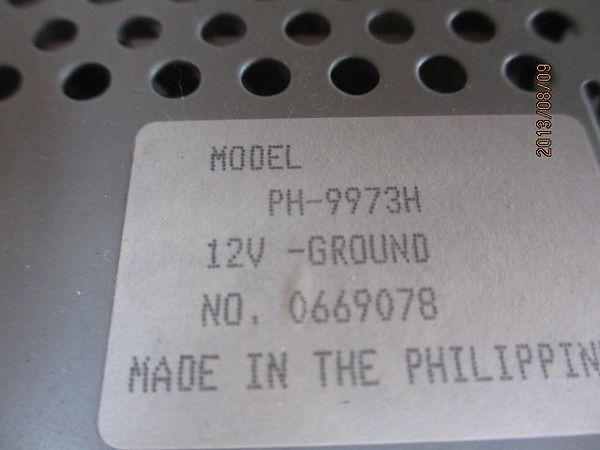 2013/08/09
MODEL
PH-9973H
12V -GROUND
NO. 0669078
MADE IN THE PHILIPPIN